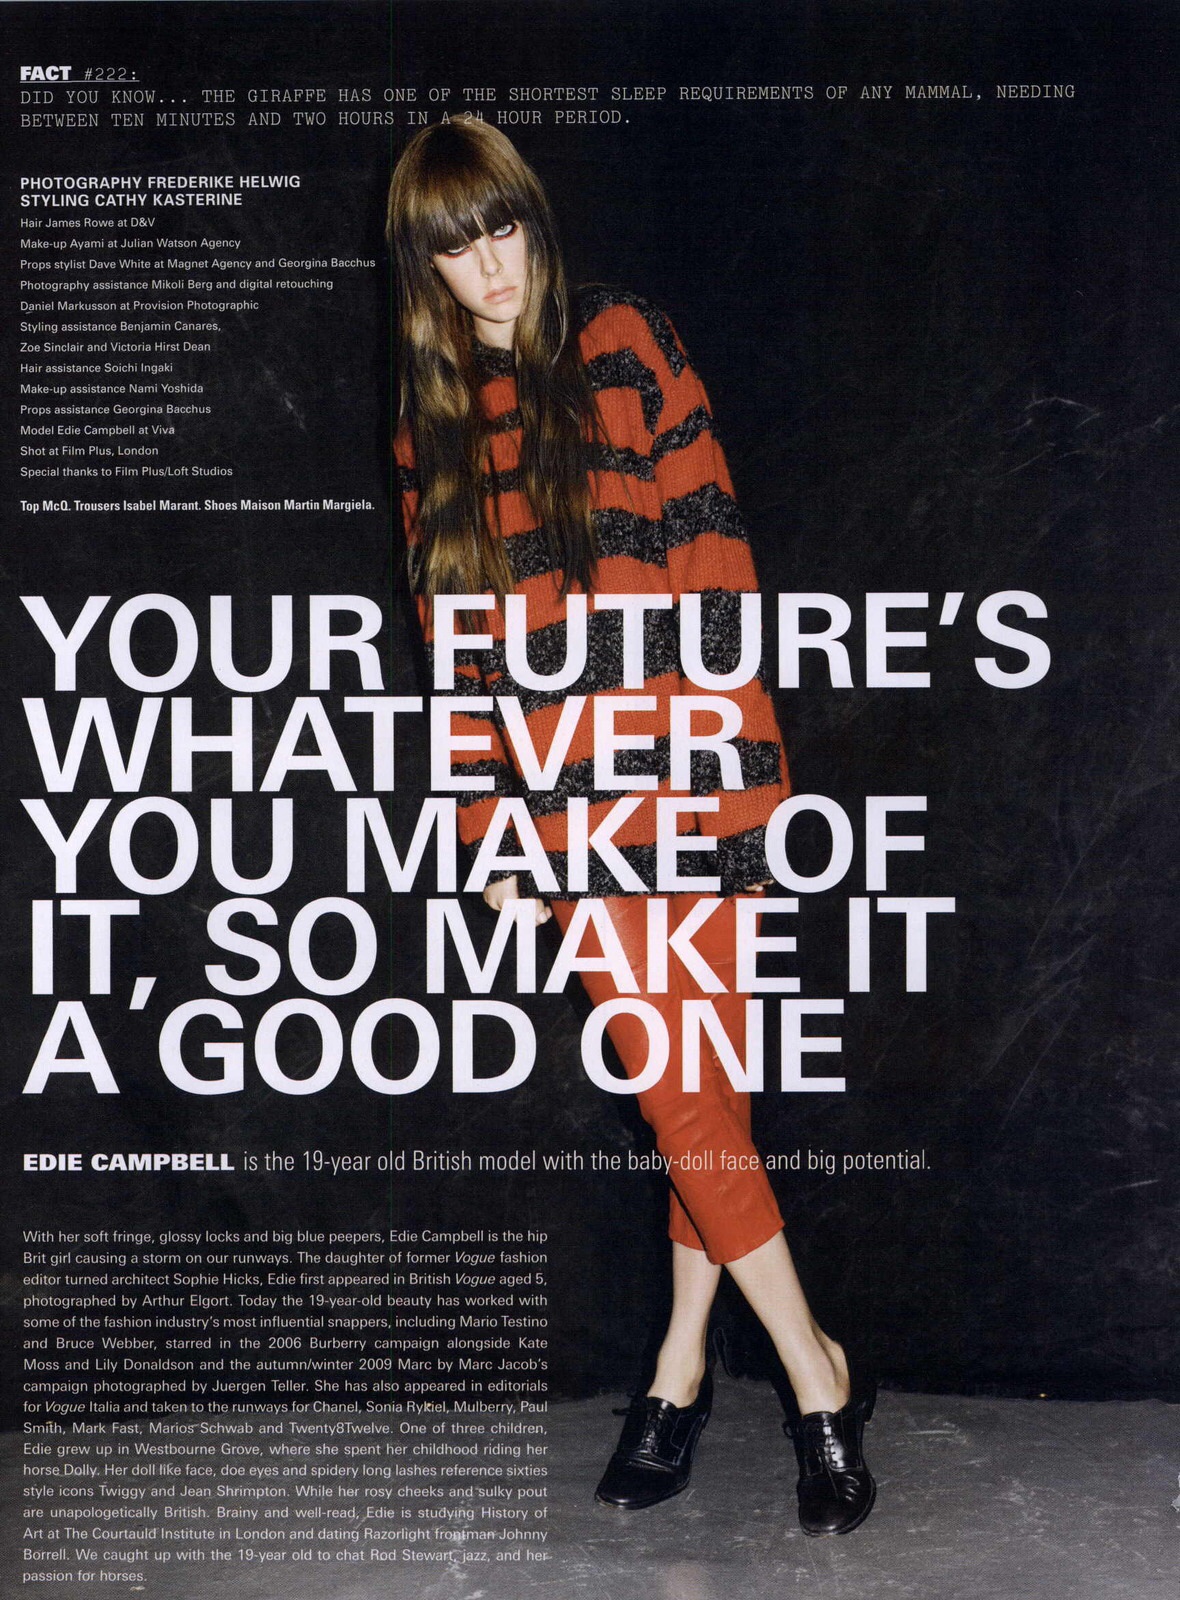 FACT #222:
DID YOU KNOW... THE GIRAFFE HAS ONE OF THE SHORTEST SLEEP REQUIREMENTS OF ANY MAMMAL, NEEDING
BETWEEN TEN MINUTES AND TWO HOURS IN A 24 HOUR PERIOD.
PHOTOGRAPHY FREDERIKE HELWIG
STYLING CATHY KASTERINE
Hair James Rowe at D&V
Make-up Ayami at Julian Watson Agency
Props stylist Dave White at Magnet Agency and Georgina Bacchus
Photography assistance Mikoli Berg and digital retouching
Daniel Markusson at Provision Photographic
Styling assistance Benjamin Canares,
Zoe Sinclair and Victoria Hirst Dean
Hair assistance Soichi Ingaki
Make-up assistance Nami Yoshida
Props assistance Georgina Bacchus
Model Edie Campbell at Viva
Shot at Film Plus, London
Special thanks to Film Plus/Loft Studios
Top McQ. Trousers Isabel Marant. Shoes Maison Martin Margiela.
YOUR FUTURE'S
WHATEVER
YOU MAKE OF
IT, SO MAKE IT
A GOOD ONE
EDIE CAMPBELL is the 19-year old British model with the baby-doll face and big potential.
With her soft fringe, glossy locks and big blue peepers, Edie Campbell is the hip
Brit girl causing a storm on our runways. The daughter of former Vogue fashion
editor turned architect Sophie Hicks, Edie first appeared in British Vogue aged 5,
photographed by Arthur Elgort. Today the 19-year-old beauty has worked with
some of the fashion industry's most influential snappers, including Mario Testino
and Bruce Webber, starred in the 2006 Burberry campaign alongside Kate
Moss and Lily Donaldson and the autumn/winter 2009 Marc by Marc Jacob's
campaign photographed by Juergen Teller. She has also appeared in editorials
for Vogue Italia and taken to the runways for Chanel, Sonia Rykiel, Mulberry, Paul
Smith, Mark Fast, Marios Schwab and Twenty8Twelve. One of three children,
Edie grew up in Westbourne Grove, where she spent her childhood riding her
horse Dolly. Her doll like face, doe eyes and spidery long lashes reference sixties
style icons Twiggy and Jean Shrimpton. While her rosy cheeks and sulky pout
are unapologetically British. Brainy and well-read, Edie is studying History of
Art at The Courtauld Institute in London and dating Razorlight frontman Johnny
Borrell. We caught up with the 19-year old to chat Rod Stewart, jazz, and her
passion for horses.